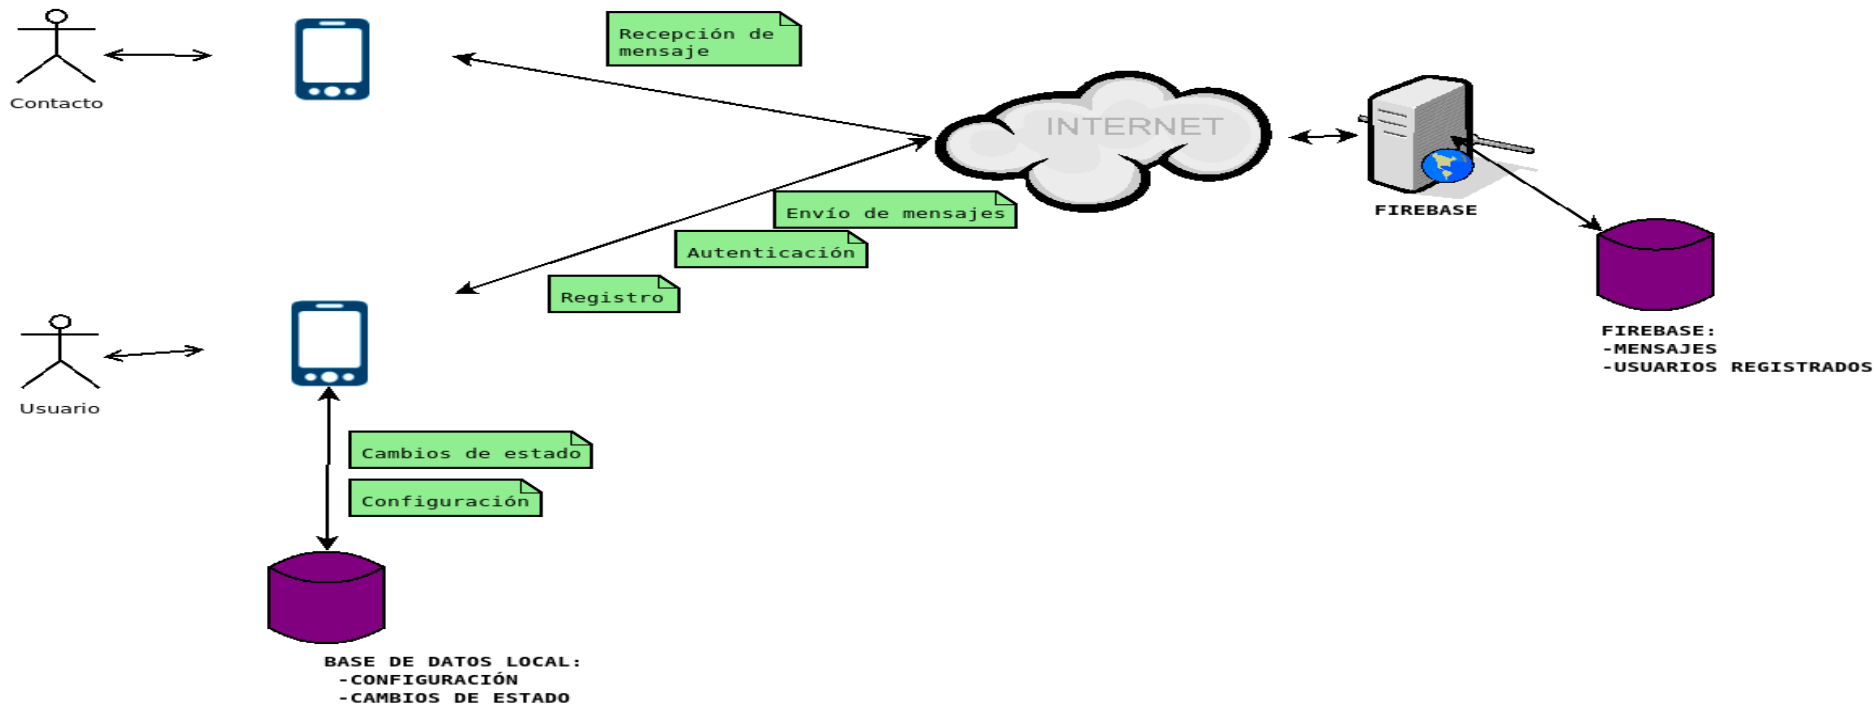 Recepción de
mensaje
Contacto
INTERNET
FIREBASE
Envío de mensajes
Autenticación
Registro
FIREBASE:
-MENSAJES
-USUARIOS REGISTRADOS
Usuario
Cambios de estado
Configuración
BASE DE DATOS LOCAL:
-CONFIGURACIÓN
-CAMBIOS DE ESTADO